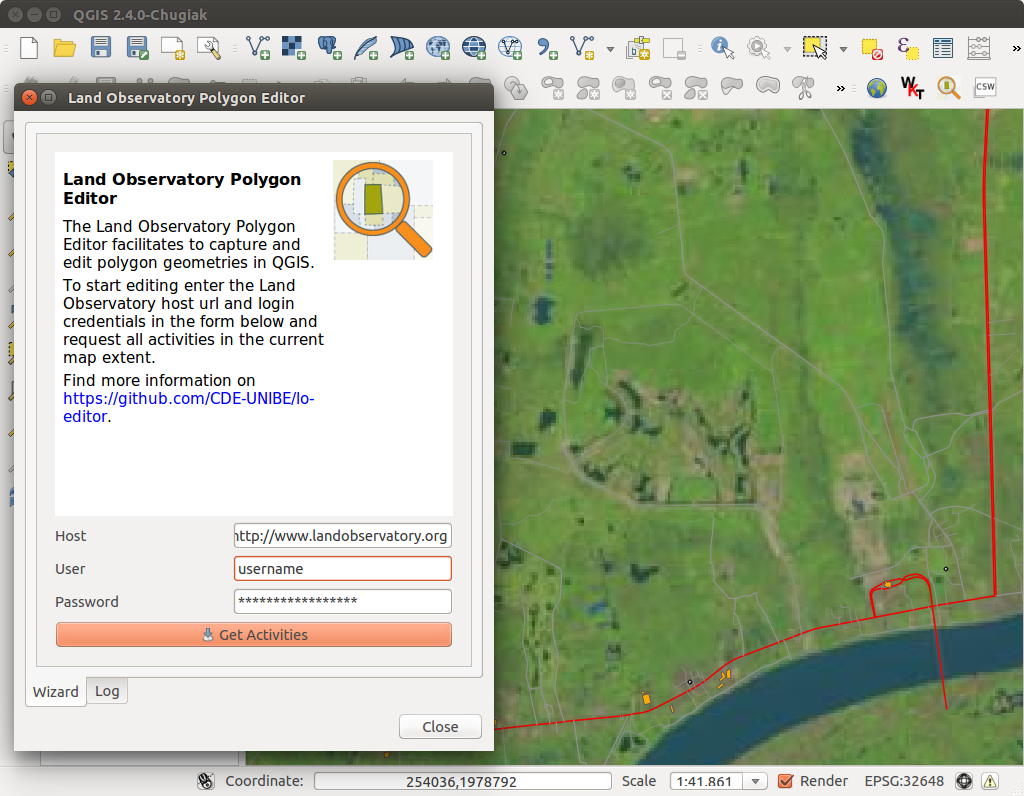 QGIS 2.4.0-Chugiak
WKT
CSW
Land Observatory Polygon Editor
Land Observatory Polygon
Editor
The Land Observatory Polygon
Editor facilitates to capture and
edit polygon geometries in QGIS.
To start editing enter the Land
Observatory host url and login
credentials in the form below and
request all activities in the current
map extent.
Find more information on
https://github.com/CDE-UNIBE/lo-
editor.
Host http://www.landobservatory.org
User username
Password *****************
Get Activities
Wizard Log
Close
Coordinate: 254036,1978792 Scale 1:41.861 Render EPSG:32648